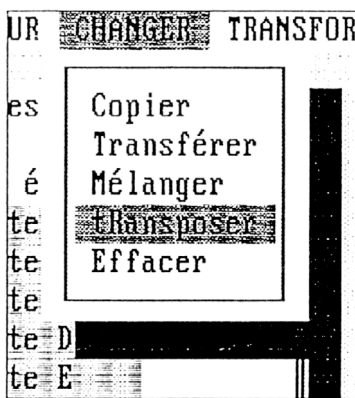 UR CHANGER TRANSFOR
es
Copier
Transférer
é Mélanger
te tRansposer
te Effacer
te
te D
te E